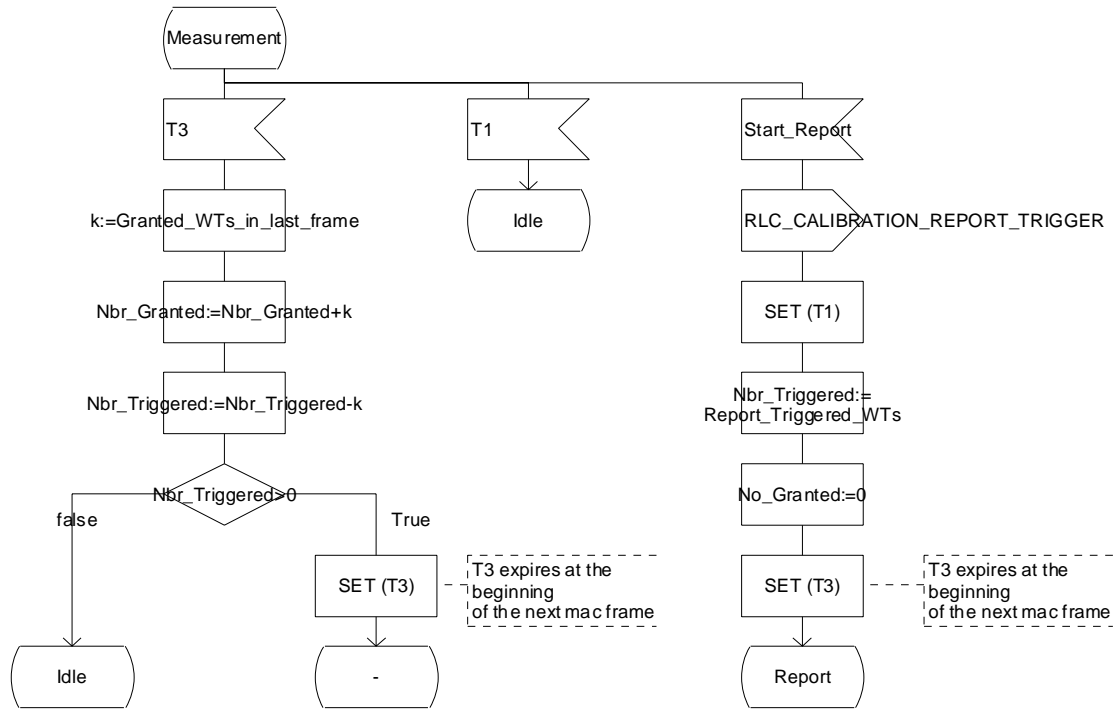 Measurement
T3
T1
Start_Report
k:=Granted_WTs_in_last_frame
Idle
RLC_CALIBRATION_REPORT_TRIGGER
Nbr_Granted:=Nbr_Granted+k
SET (T1)
Nbr_Triggered:=Nbr_Triggered-k
Nbr_Triggered:=
Report_Triggered_WTs
Nbr_Triggered>0
No_Granted:=0
false
True
SET (T3)
T3 expires at the
beginning
of the next mac frame
SET (T3)
T3 expires at the
beginning
of the next mac frame
Idle
-
Report